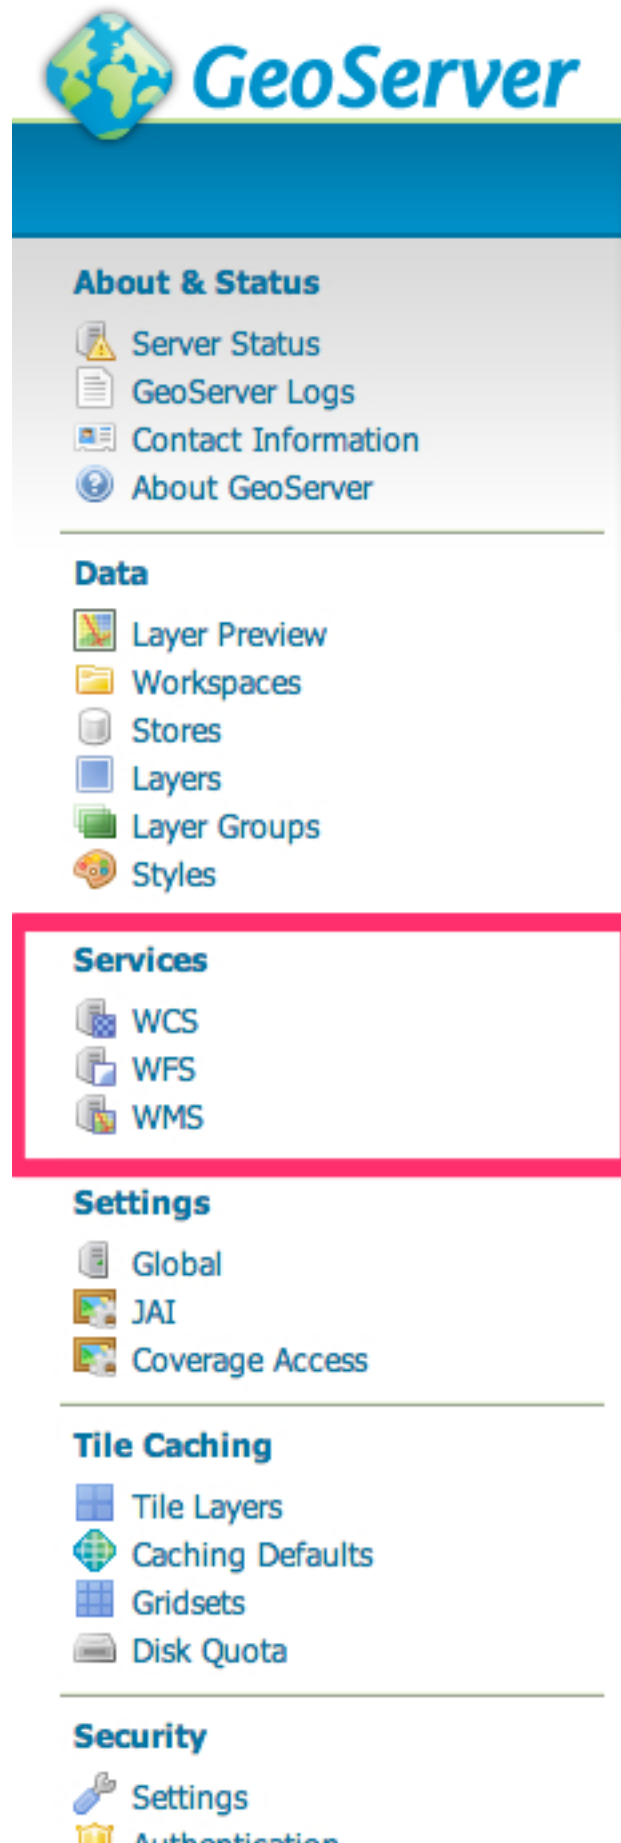 GeoServer
About & Status
Server Status
GeoServer Logs
Contact Information
About GeoServer
Data
Layer Preview
Workspaces
Stores
Layers
Layer Groups
Styles
Services
WCS
WFS
WMS
Settings
Global
JAI
Coverage Access
Tile Caching
Tile Layers
Caching Defaults
Gridsets
Disk Quota
Security
Settings
Authentication